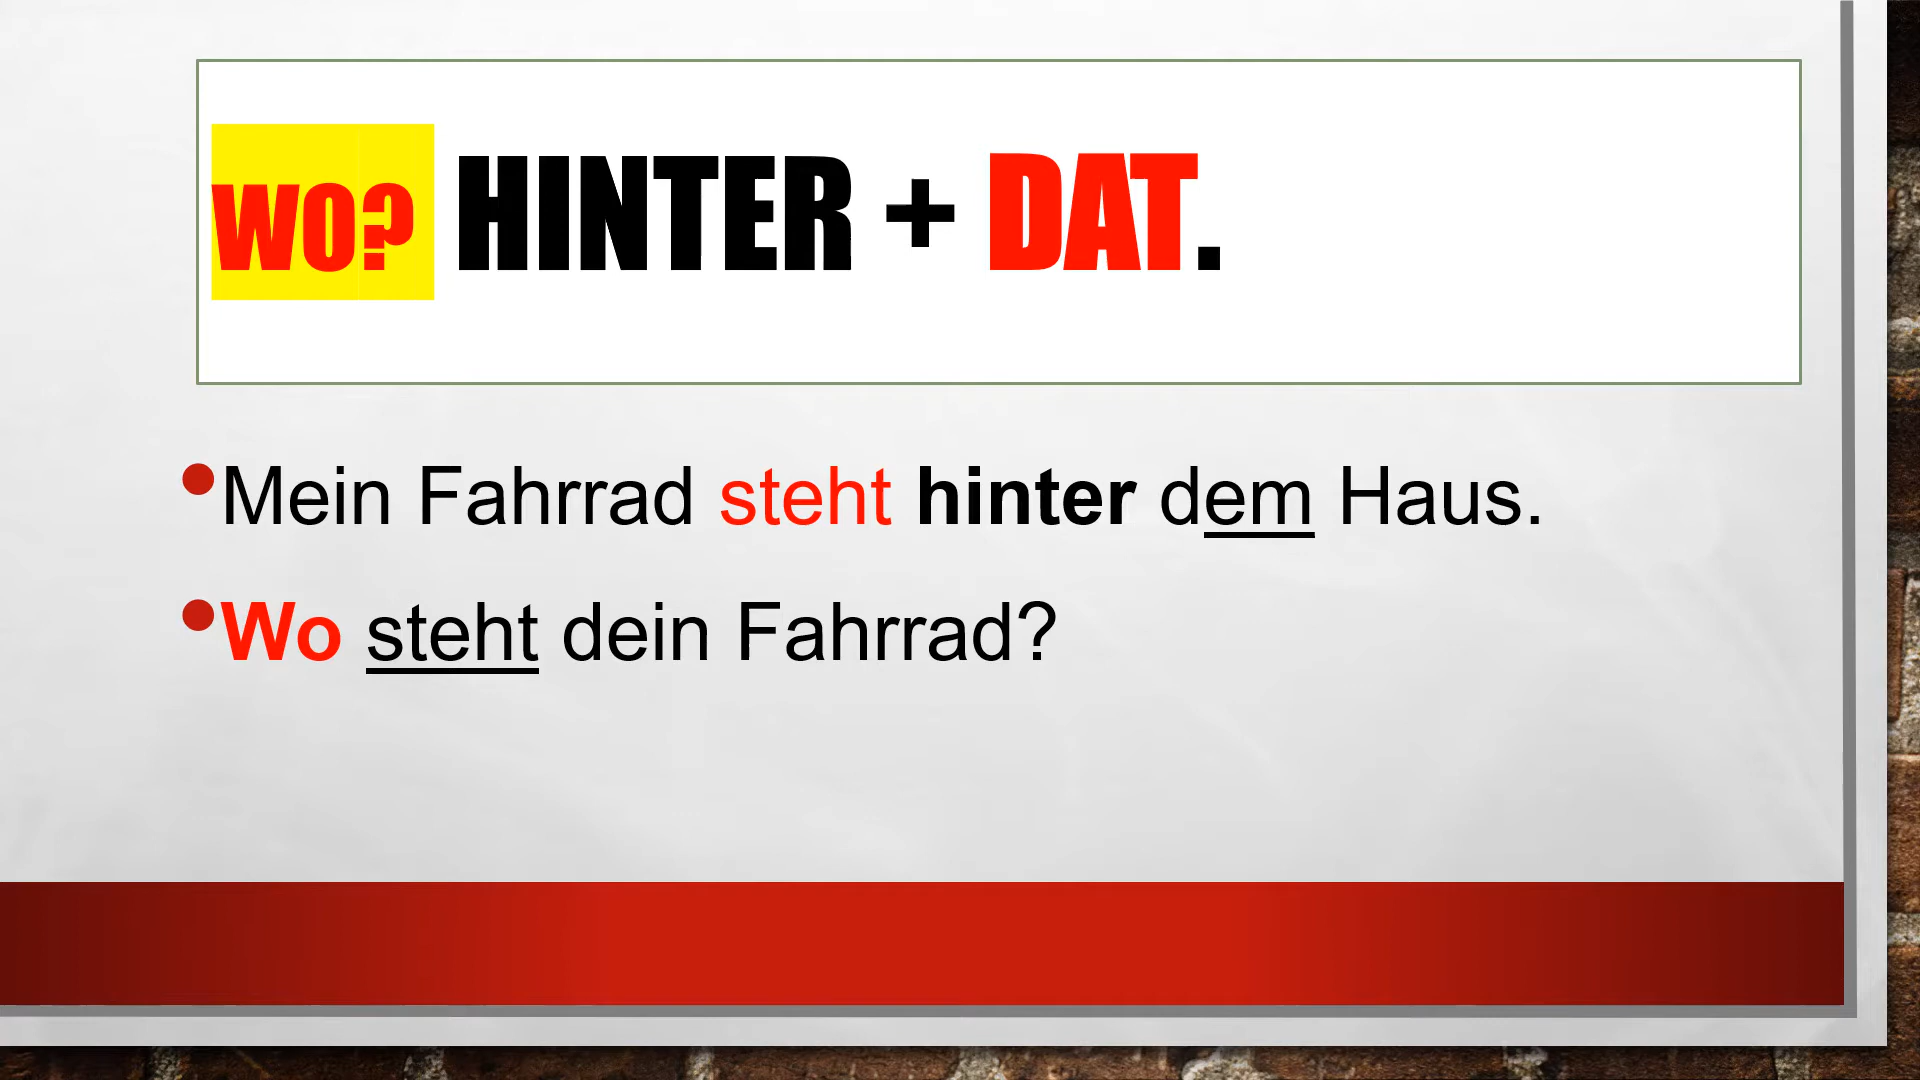 WO? HINTER + DAT.
•Mein Fahrrad steht hinter dem Haus.
•Wo steht dein Fahrrad?